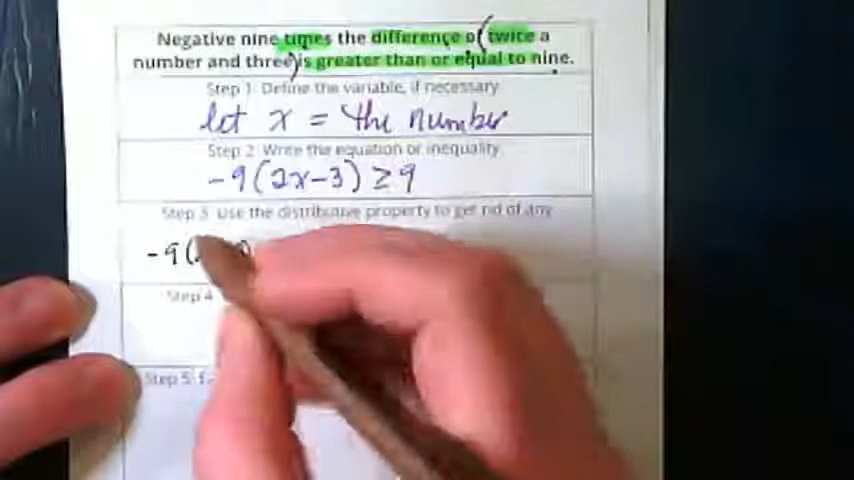 Negative nine times the difference of (twice a
number and three) is greater than or equal to nine.
Step 1: Define the variable, if necessary.
let x = the number
Step 2: Write the equation or inequality.
-9(2x-3) ≥ 9
Step 3: Use the distributive property to get rid of any
-9(
Step 4
Step 5: